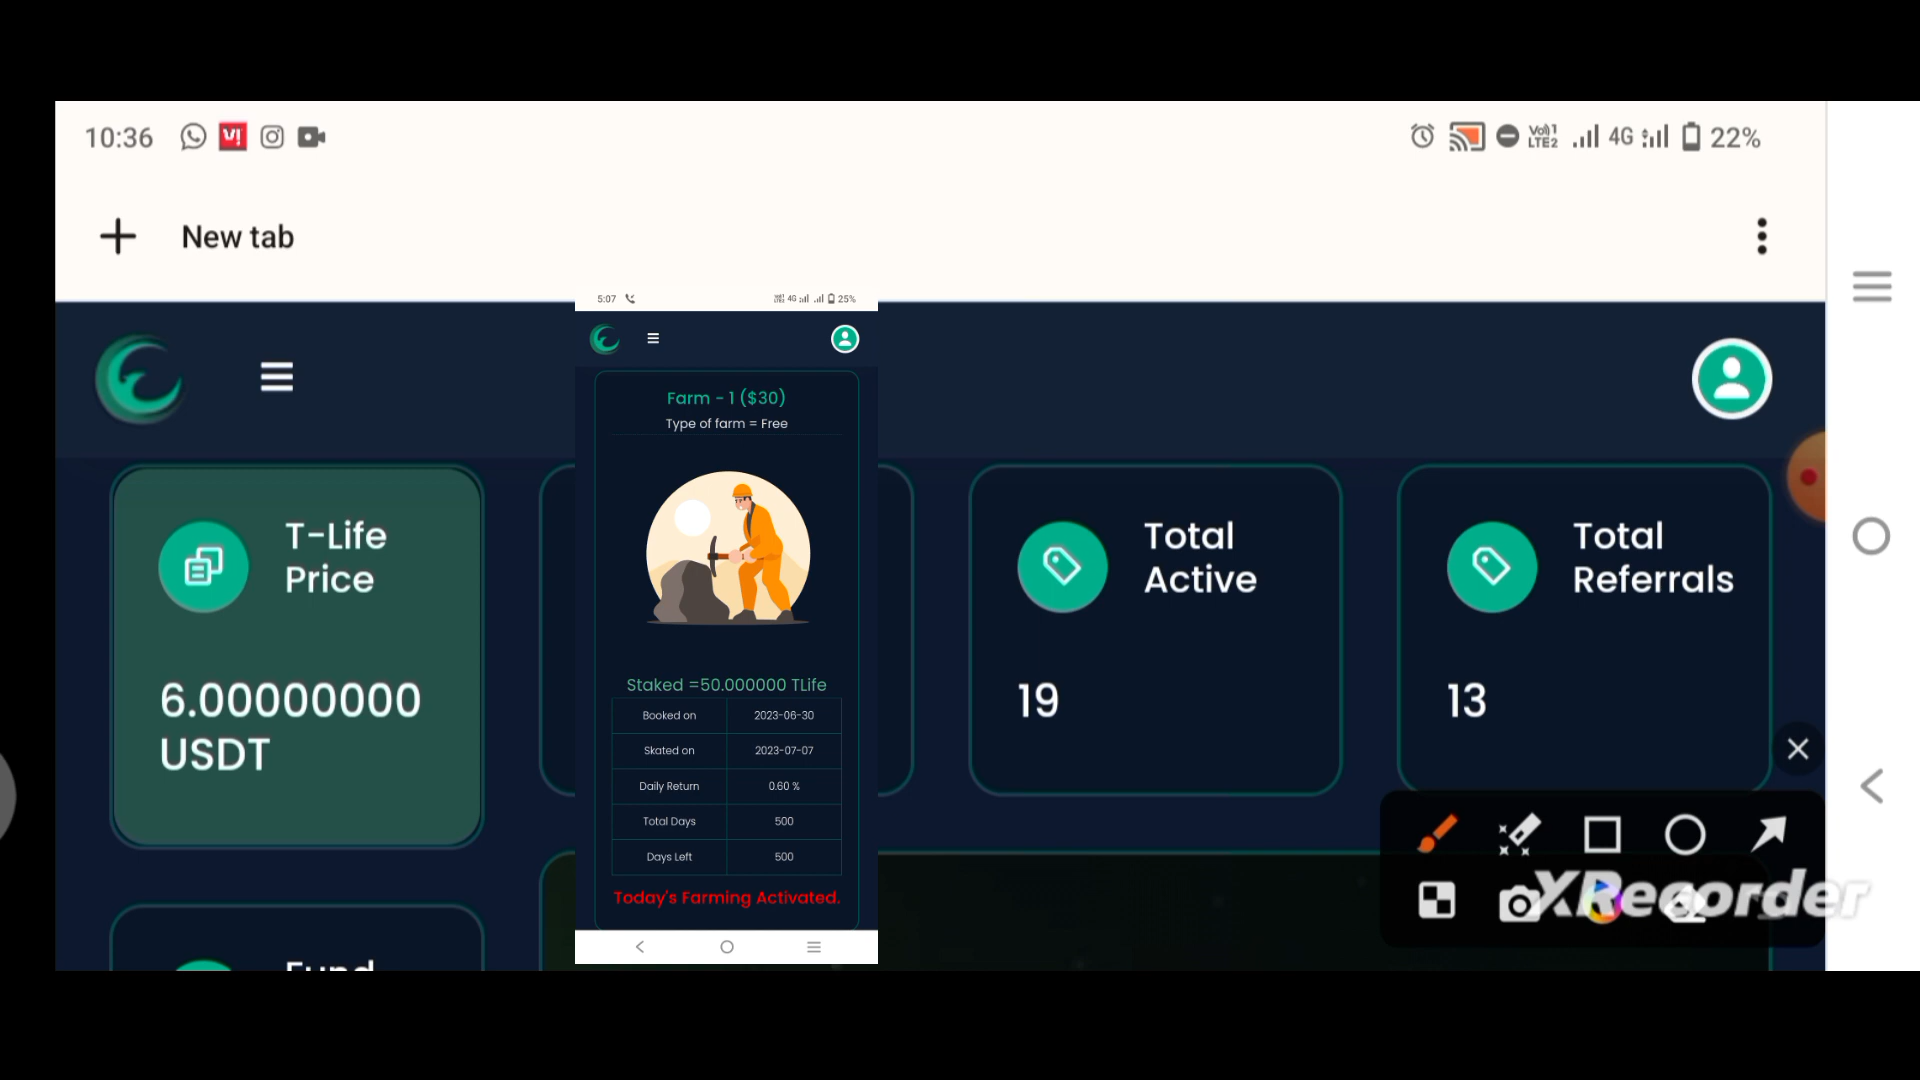 10:36
4G 22%
New tab
5:07
4G 25%
Farm - 1 ($30)
Type of farm = Free
T-Life
Price
6.00000000
USDT
Total
Active
19
Total
Referrals
13
Staked =50.000000 TLife
Booked on 2023-06-30
Skated on 2023-07-07
Daily Return 0.60 %
Total Days 500
Days Left 500
Today's Farming Activated.
XRecorder